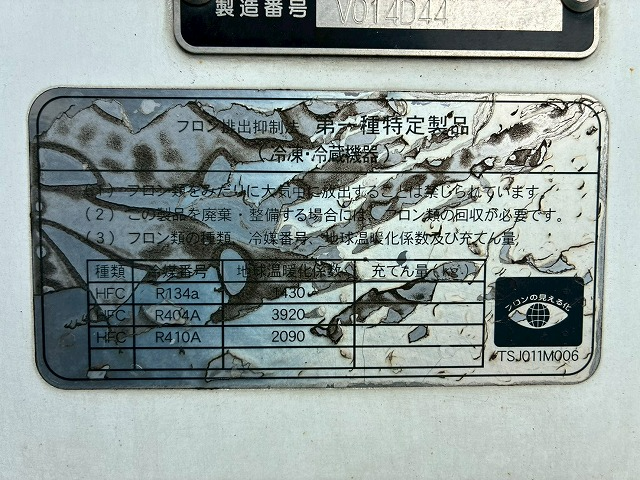 製造番号 V014D44
フロン排出抑制法 第一種特定製品
(冷凍・冷蔵機器)
(1) フロン類をみだりに大気中に放出することは禁じられています。
(2) この製品を廃棄・整備する場合には、フロン類の回収が必要です。
(3) フロン類の種類、冷媒番号、地球温暖化係数及び充てん量
種類 冷媒番号 地球温暖化係数 充てん量(kg)
HFC R134a 1430
HFC R404A 3920
HFC R410A 2090
フロンの見える化
TSJ011M006